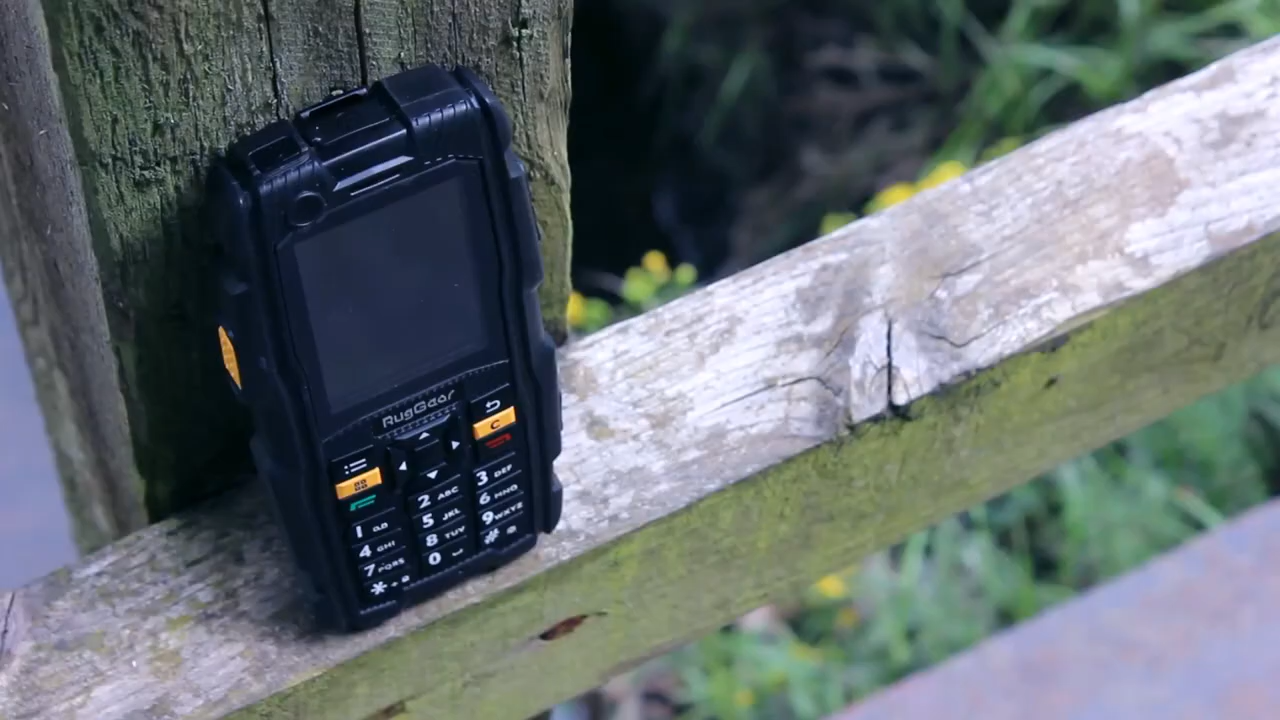 RugGear
C
1
2 ABC
3 DEF
4 GHI
5 JKL
6 MNO
7 PQRS
8 TUV
9 WXYZ
* +
0
#